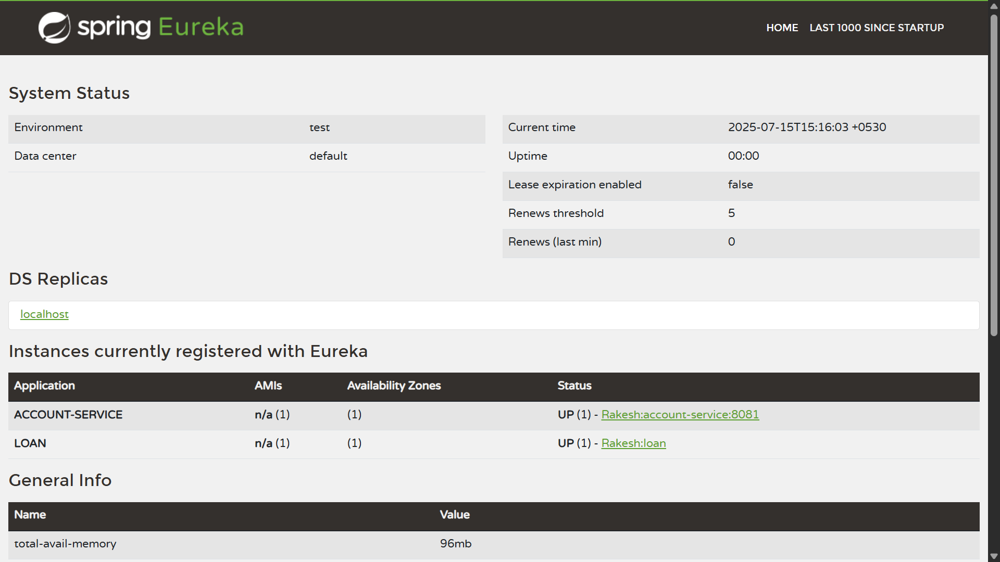 spring Eureka
HOME LAST 1000 SINCE STARTUP
System Status
Environment test
Data center default
Current time 2025-07-15T15:16:03 +0530
Uptime 00:00
Lease expiration enabled false
Renews threshold 5
Renews (last min) 0
DS Replicas
localhost
Instances currently registered with Eureka
Application AMIs Availability Zones Status
ACCOUNT-SERVICE n/a (1) (1) UP (1) - Rakesh:account-service:8081
LOAN n/a (1) (1) UP (1) - Rakesh:loan
General Info
Name Value
total-avail-memory 96mb